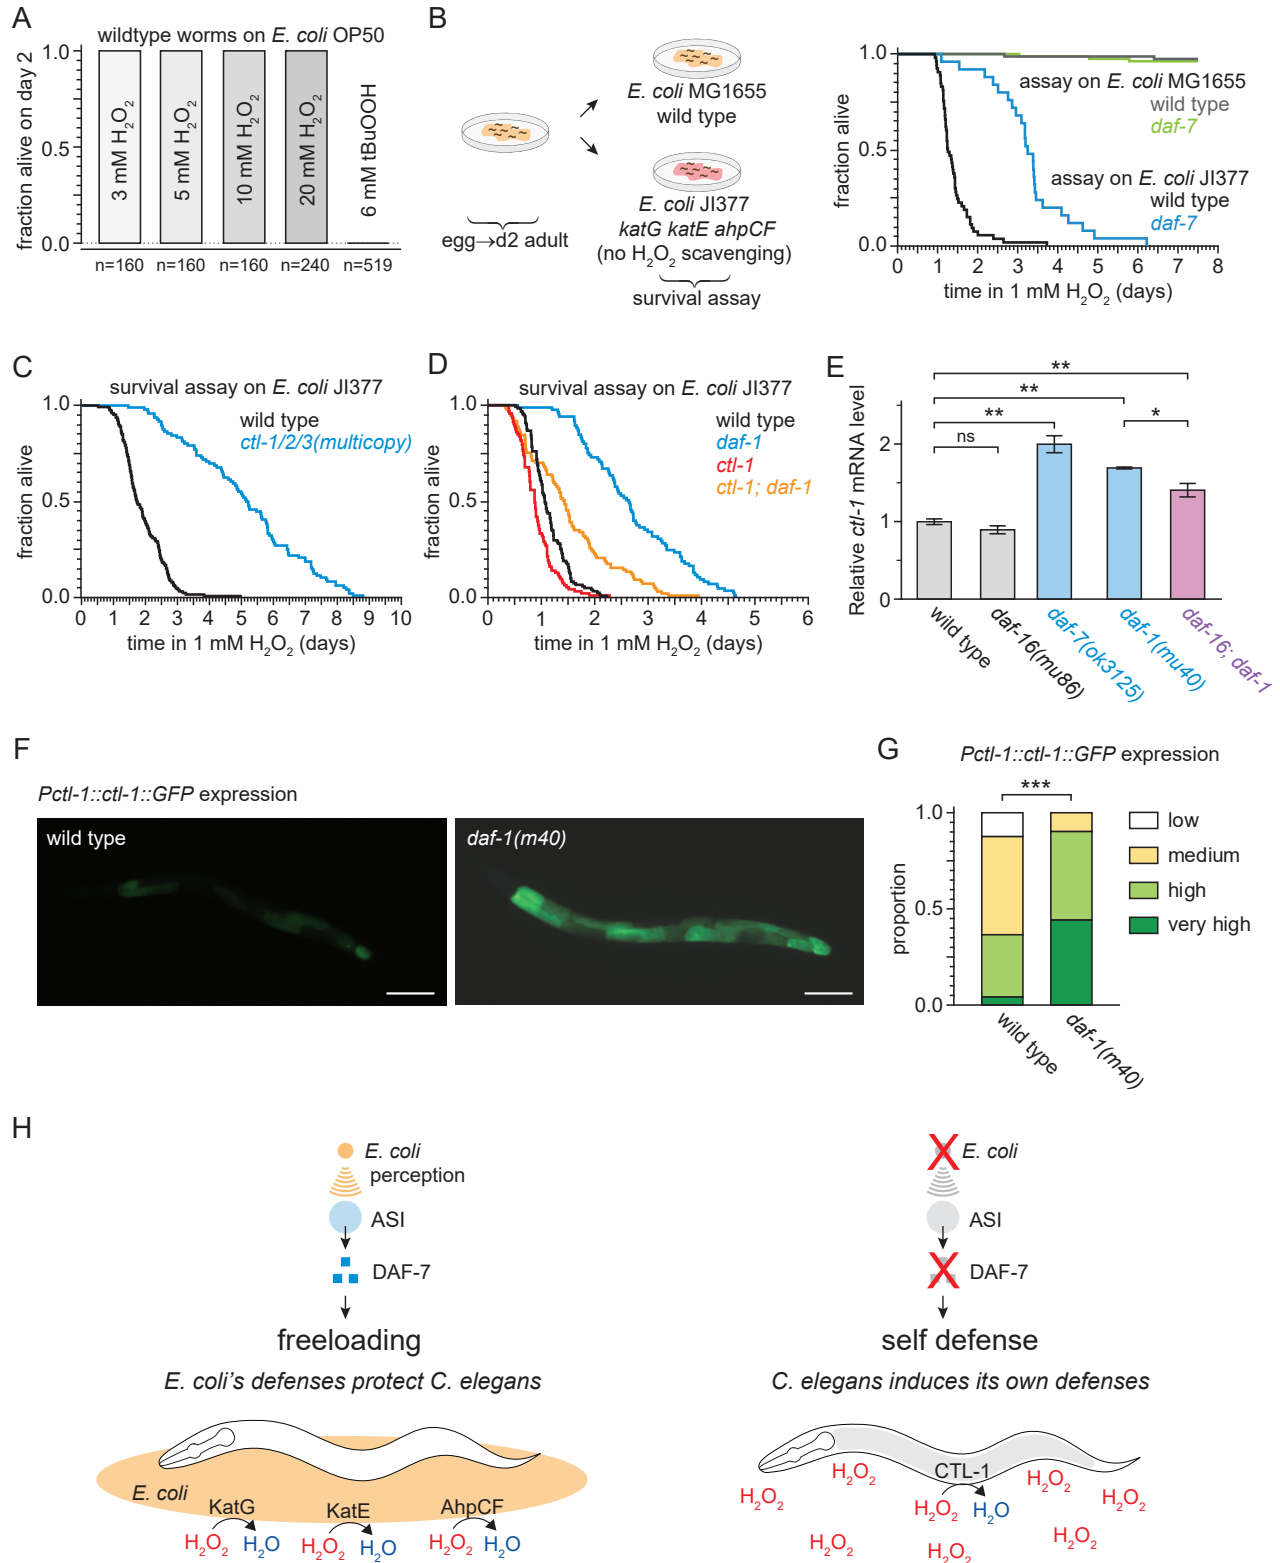 A
wildtype worms on E. coli OP50
fraction alive on day 2
1.0
0.5
0.0
3 mM H₂O₂
5 mM H₂O₂
10 mM H₂O₂
20 mM H₂O₂
6 mM tBuOOH
n=160
n=160
n=160
n=240
n=519
B
E. coli MG1655
wild type
E. coli JI377
katG katE ahpCF
(no H₂O₂ scavenging)
egg→d2 adult
survival assay
fraction alive
1.0
0.5
0.0
assay on E. coli MG1655
wild type
daf-7
assay on E. coli JI377
wild type
daf-7
0 1 2 3 4 5 6 7 8
time in 1 mM H₂O₂ (days)
C
survival assay on E. coli JI377
wild type
ctl-1/2/3(multicopy)
fraction alive
1.0
0.5
0.0
0 1 2 3 4 5 6 7 8 9 10
time in 1 mM H₂O₂ (days)
D
survival assay on E. coli JI377
wild type
daf-1
ctl-1
ctl-1; daf-1
fraction alive
1.0
0.5
0.0
0 1 2 3 4 5 6
time in 1 mM H₂O₂ (days)
E
Relative ctl-1 mRNA level
2
1
0
**
**
**
*
ns
wild type
daf-16(mu86)
daf-7(ok3125)
daf-1(mu40)
daf-16; daf-1
F
Pctl-1::ctl-1::GFP expression
wild type
daf-1(m40)
G
Pctl-1::ctl-1::GFP expression
***
proportion
1.0
0.5
0.0
low
medium
high
very high
wild type
daf-1(m40)
H
E. coli
perception
ASI
DAF-7
freeloading
E. coli's defenses protect C. elegans
E. coli
KatG
KatE
AhpCF
H₂O₂ H₂O
H₂O₂ H₂O
H₂O₂ H₂O
E. coli
ASI
DAF-7
self defense
C. elegans induces its own defenses
CTL-1
H₂O₂
H₂O₂
H₂O₂
H₂O₂
H₂O₂ H₂O
H₂O₂
H₂O₂
H₂O₂